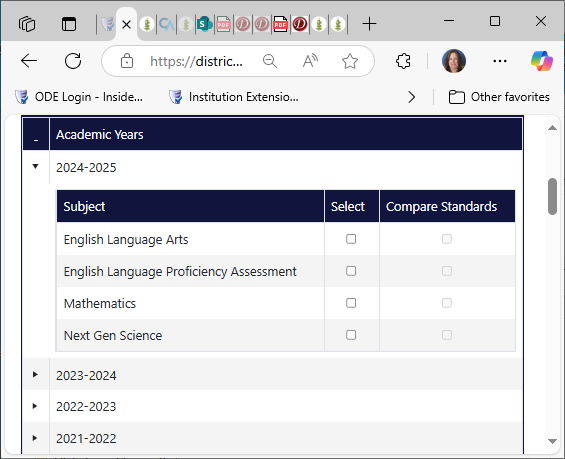 https://distric...
ODE Login - Inside...
Institution Extensio...
Other favorites
Academic Years
2024-2025
Subject Select Compare Standards
English Language Arts
English Language Proficiency Assessment
Mathematics
Next Gen Science
2023-2024
2022-2023
2021-2022